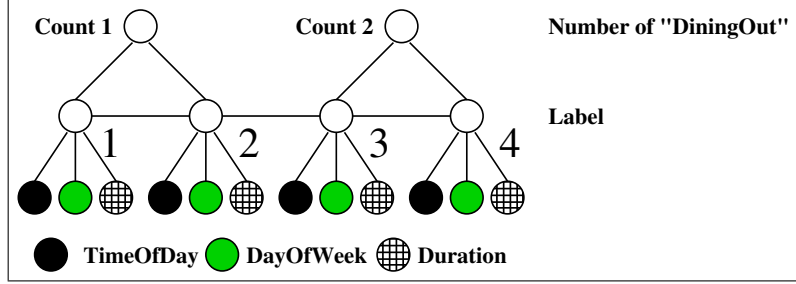 Count 1 Count 2 Number of "DiningOut"
Label
1 2 3 4
TimeOfDay DayOfWeek Duration